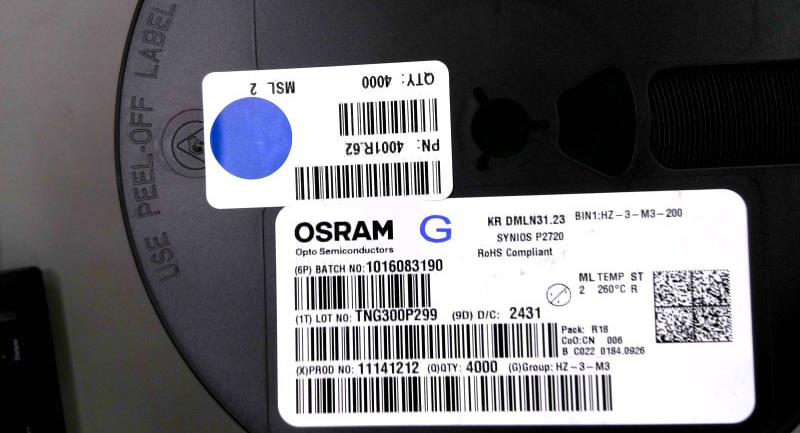 USE PEEL-OFF LABEL
QTY: 4000
MSL 2
PN: 4001R.62
OSRAM G KR DMLN31.23 BIN1:HZ-3-M3-200
Opto Semiconductors SYNIOS P2720
RoHS Compliant
(6P) BATCH NO:1016083190
ML TEMP ST
2 260°C R
(1T) LOT NO: TNG300P299 (9D) D/C: 2431
Pack: R18
CoO:CN 006
B C022 0184.0926
(X)PROD NO: 11141212 (Q)QTY: 4000 (G)Group: HZ-3-M3